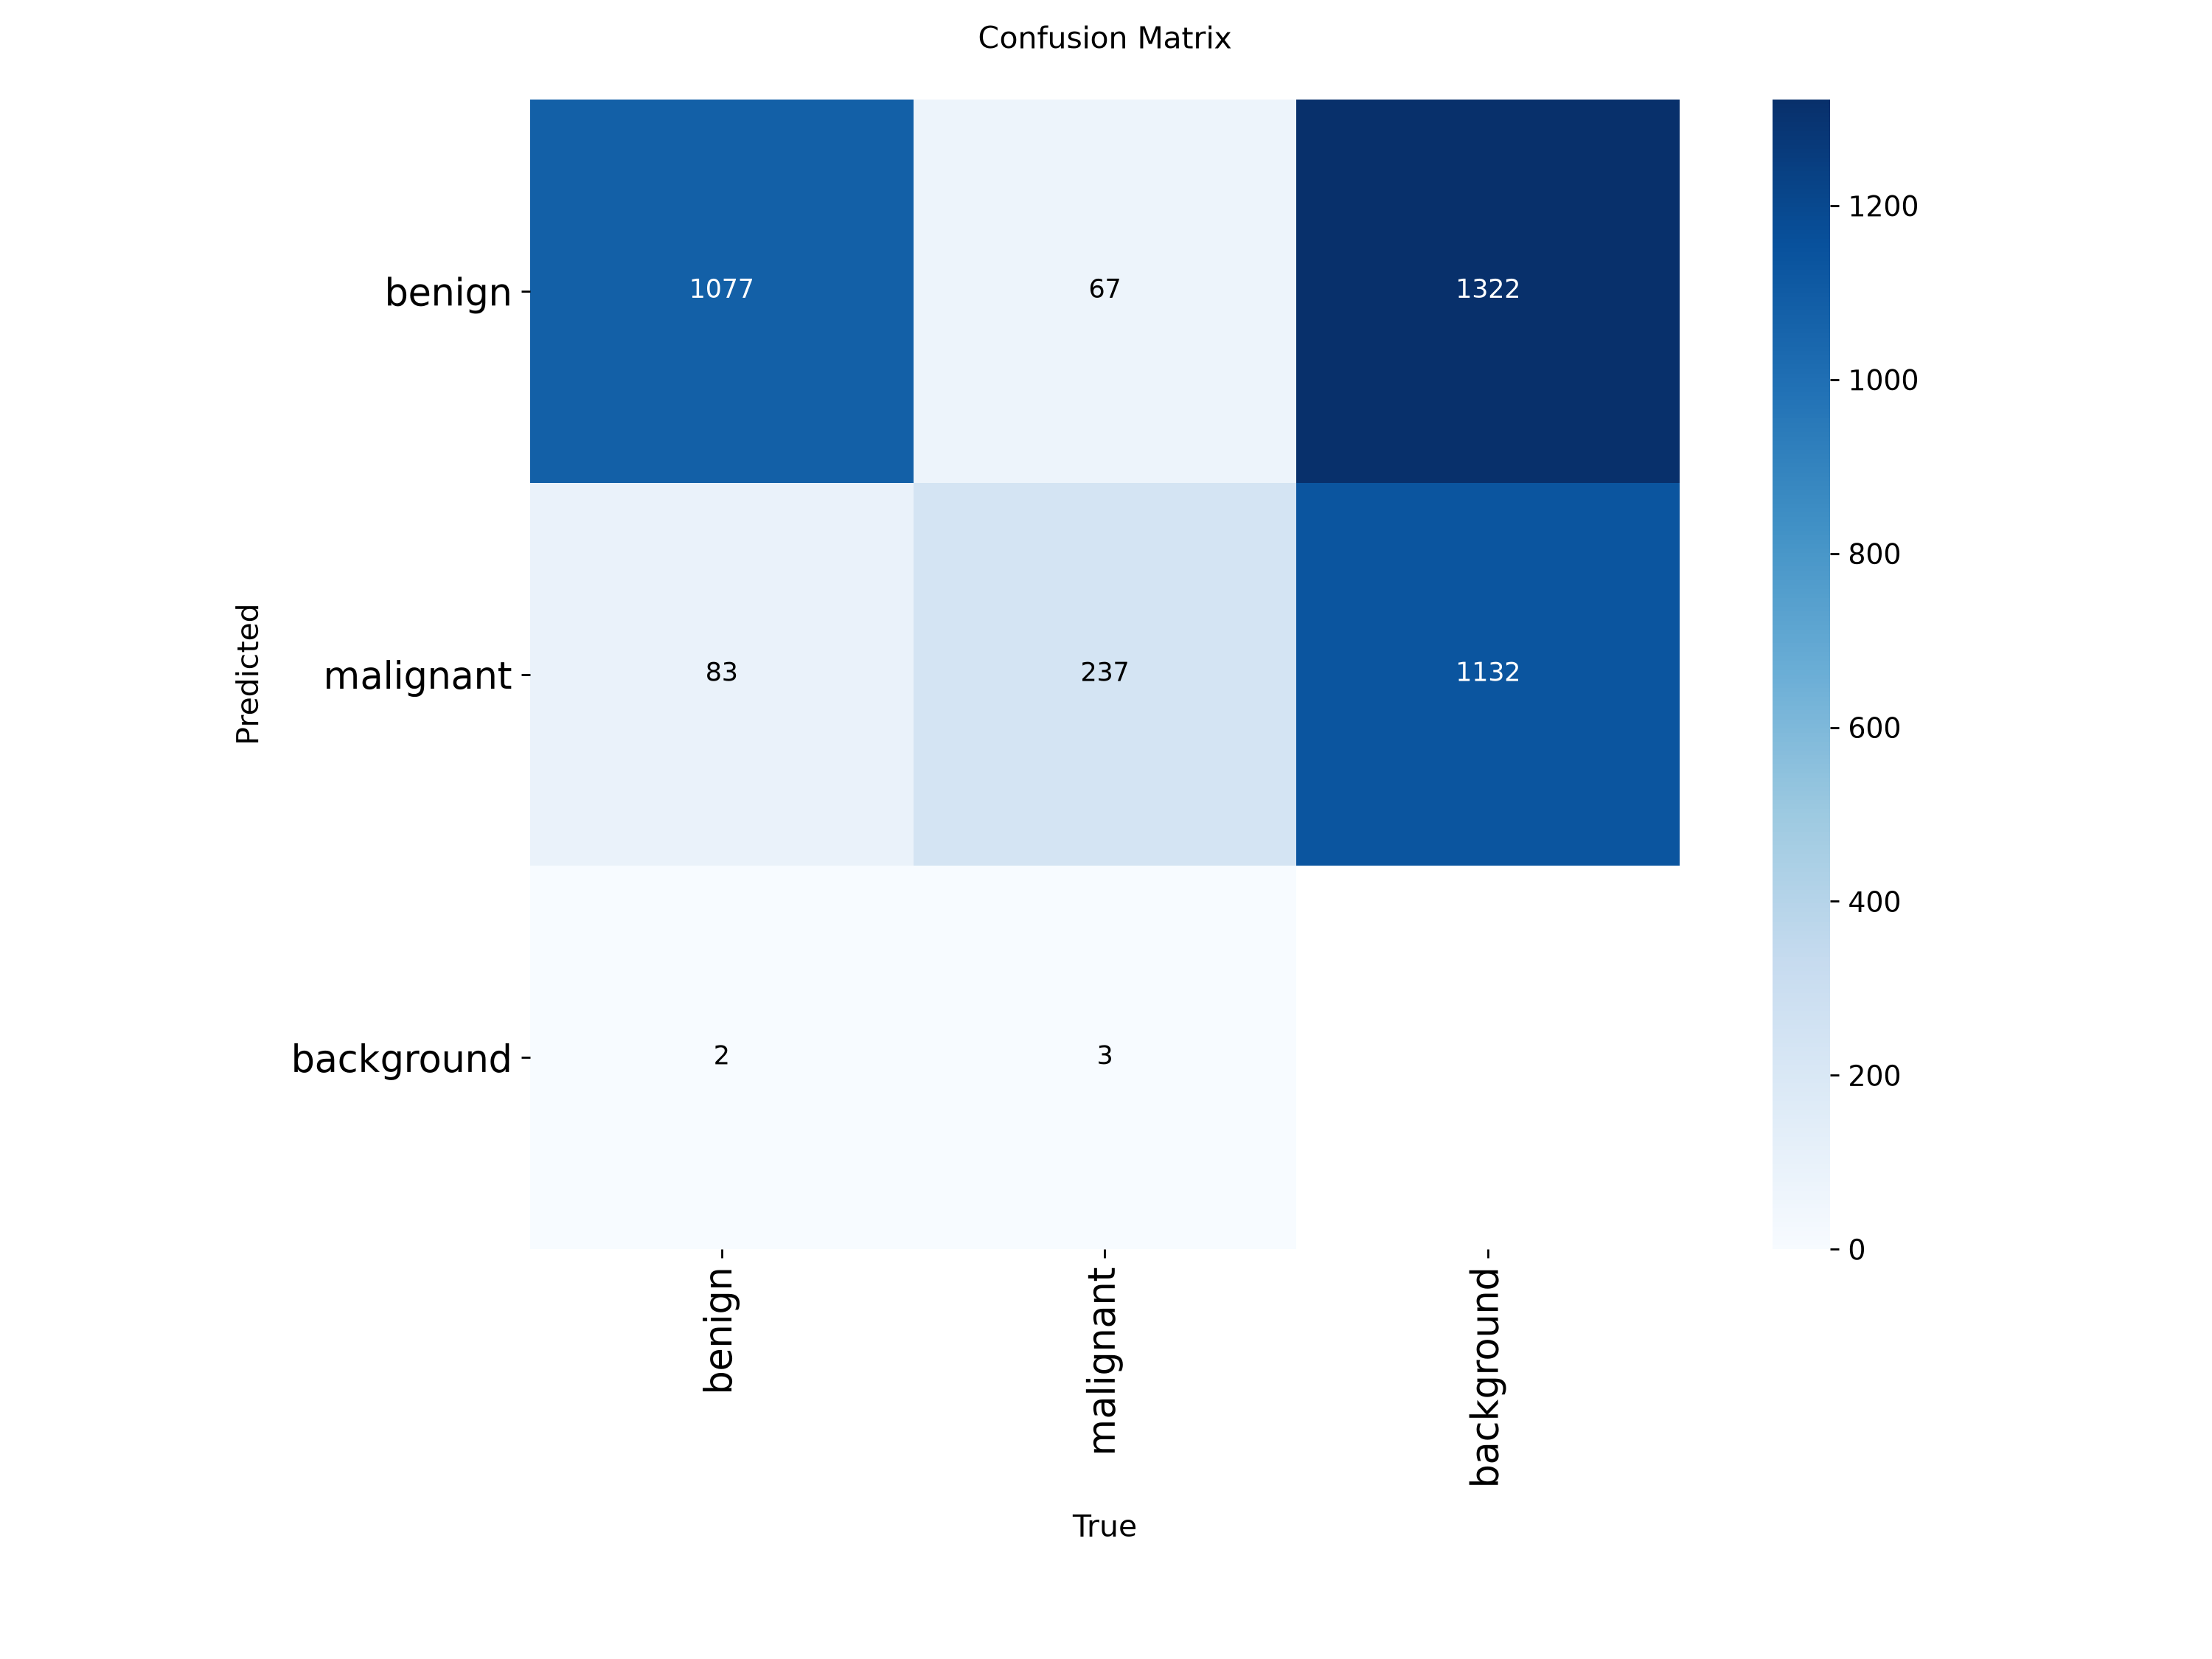 Confusion Matrix
benign
1077
67
1322
malignant
83
237
1132
background
2
3
Predicted
benign
malignant
background
True
1200
1000
800
600
400
200
0